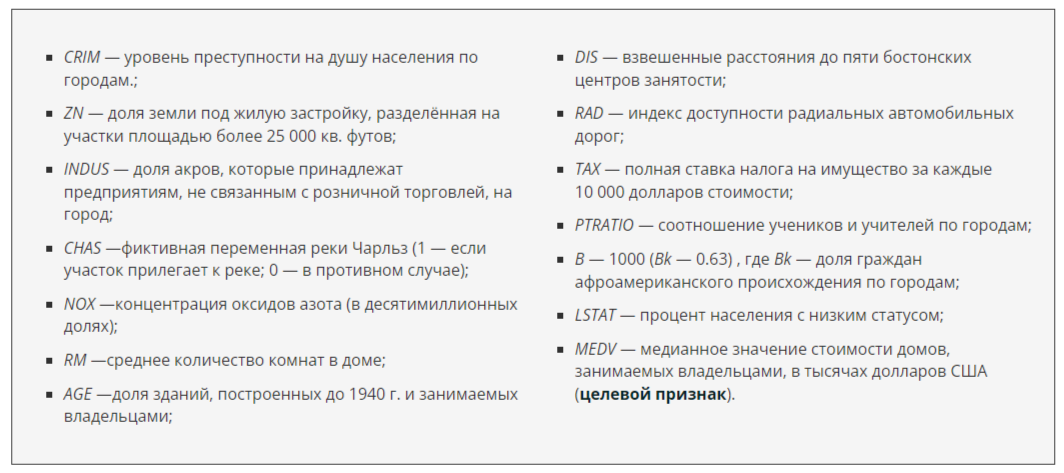 CRIM — уровень преступности на душу населения по
городам.;
ZN — доля земли под жилую застройку, разделённая на
участки площадью более 25 000 кв. футов;
INDUS — доля акров, которые принадлежат
предприятиям, не связанным с розничной торговлей, на
город;
CHAS —фиктивная переменная реки Чарльз (1 — если
участок прилегает к реке; 0 — в противном случае);
NOX —концентрация оксидов азота (в десятимиллионных
долях);
RM —среднее количество комнат в доме;
AGE —доля зданий, построенных до 1940 г. и занимаемых
владельцами;
DIS — взвешенные расстояния до пяти бостонских
центров занятости;
RAD — индекс доступности радиальных автомобильных
дорог;
TAX — полная ставка налога на имущество за каждые
10 000 долларов стоимости;
PTRATIO — соотношение учеников и учителей по городам;
B — 1000 (Bk — 0.63) , где Bk — доля граждан
афроамериканского происхождения по городам;
LSTAT — процент населения с низким статусом;
MEDV — медианное значение стоимости домов,
занимаемых владельцами, в тысячах долларов США
(целевой признак).